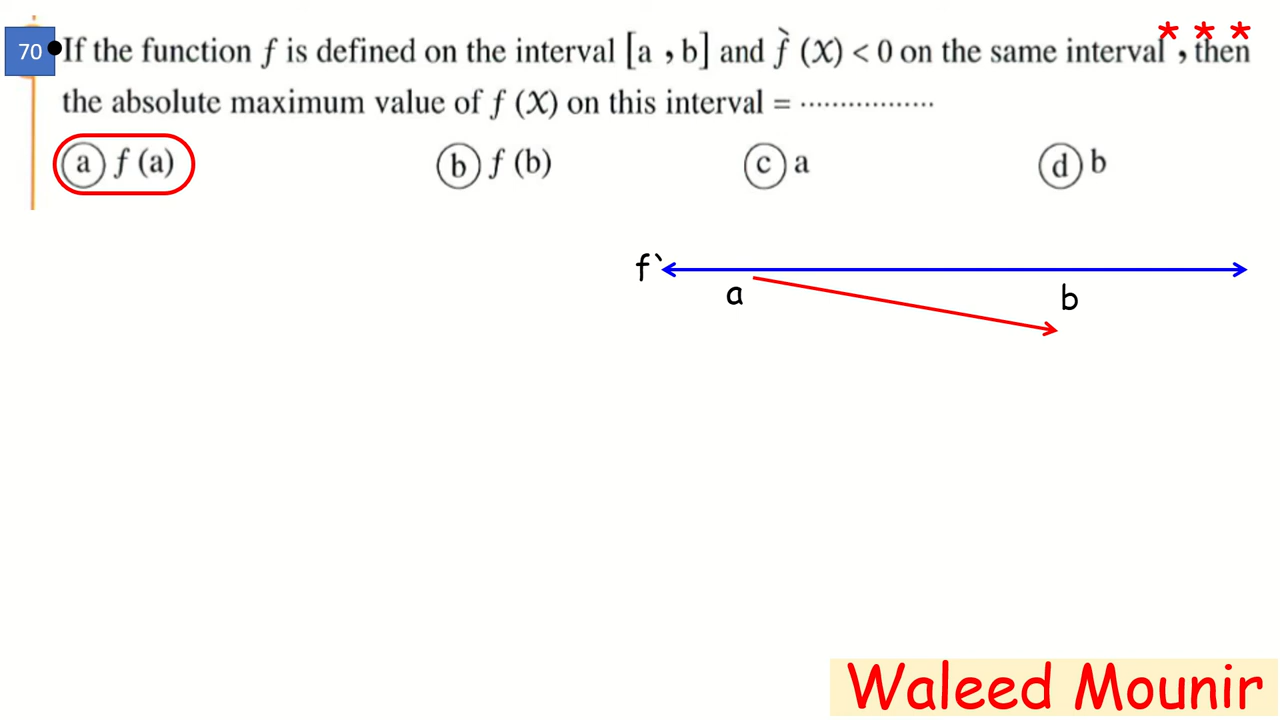 70 • If the function f is defined on the interval [a , b] and f̀ (X) < 0 on the same interval , then
* * *
the absolute maximum value of f (X) on this interval = ..................
ⓐ f (a) ⓑ f (b) ⓒ a ⓓ b
f`
a b
Waleed Mounir